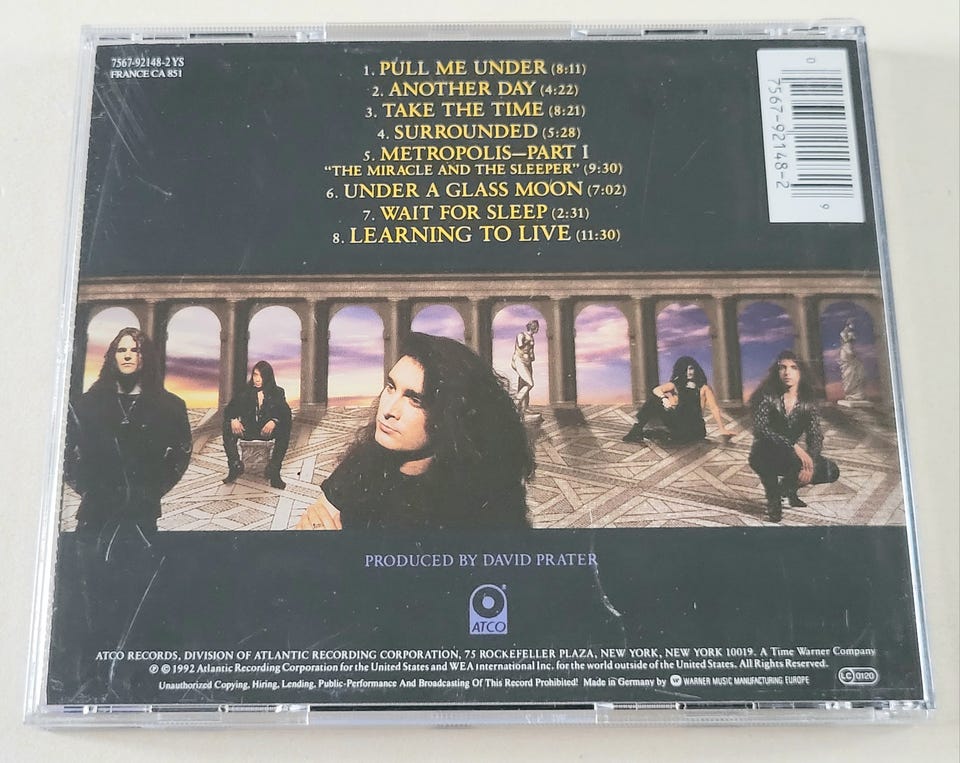 7567-92148-2 YS
FRANCE CA 851
1. PULL ME UNDER (8:11)
2. ANOTHER DAY (4:22)
3. TAKE THE TIME (8:21)
4. SURROUNDED (5:28)
5. METROPOLIS—PART I
"THE MIRACLE AND THE SLEEPER" (9:30)
6. UNDER A GLASS MOON (7:02)
7. WAIT FOR SLEEP (2:31)
8. LEARNING TO LIVE (11:30)
0
7567-92148-2
9
PRODUCED BY DAVID PRATER
ATCO
®
ATCO RECORDS, DIVISION OF ATLANTIC RECORDING CORPORATION, 75 ROCKEFELLER PLAZA, NEW YORK, NEW YORK 10019. A Time Warner Company
℗ © 1992 Atlantic Recording Corporation for the United States and WEA International Inc. for the world outside of the United States. All Rights Reserved.
Unauthorized Copying, Hiring, Lending, Public-Performance And Broadcasting Of This Record Prohibited! Made in Germany by WARNER MUSIC MANUFACTURING EUROPE
LC 0120